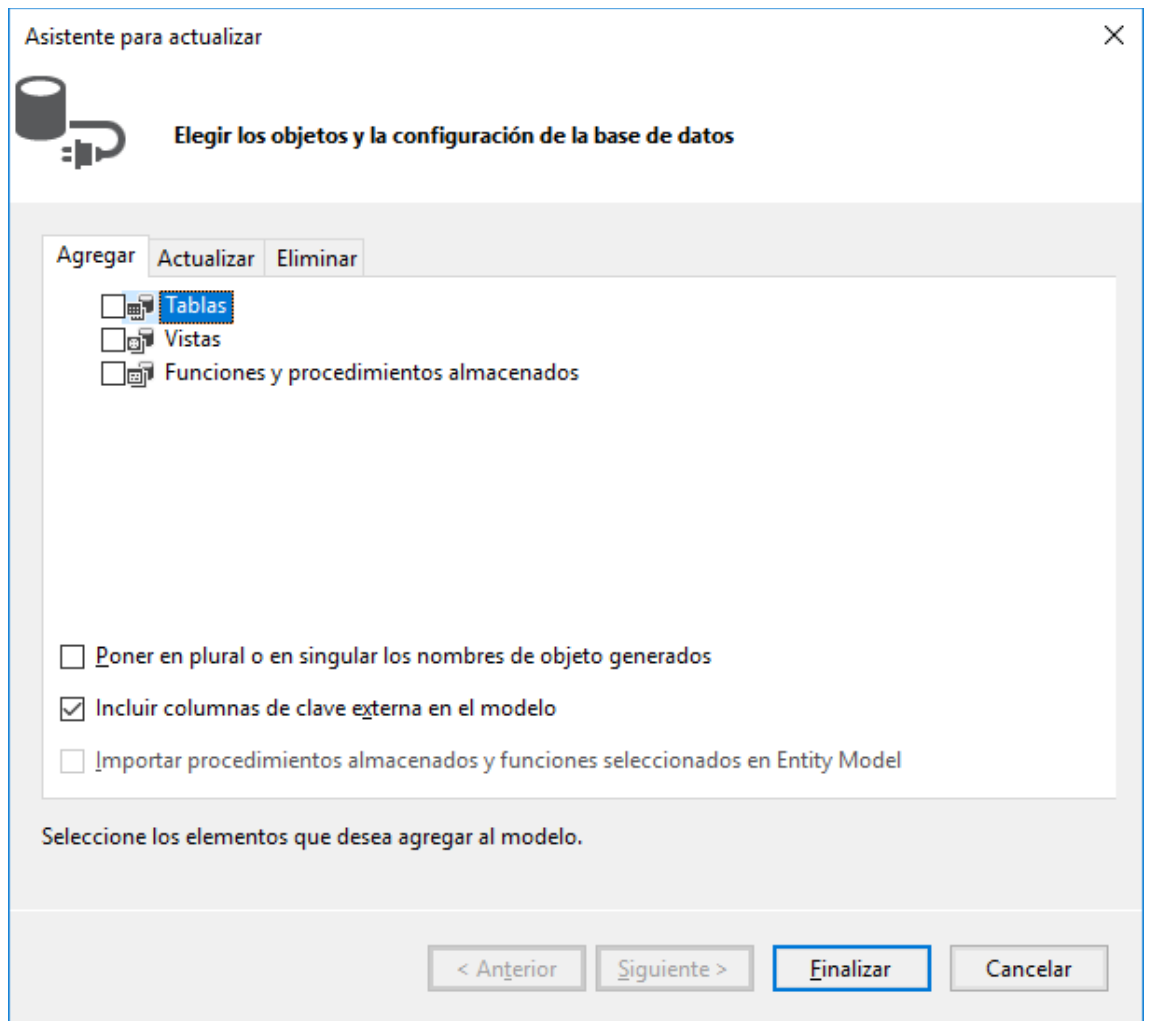 Asistente para actualizar
Elegir los objetos y la configuración de la base de datos
Agregar Actualizar Eliminar
Tablas
Vistas
Funciones y procedimientos almacenados
Poner en plural o en singular los nombres de objeto generados
Incluir columnas de clave externa en el modelo
Importar procedimientos almacenados y funciones seleccionados en Entity Model
Seleccione los elementos que desea agregar al modelo.
< Anterior Siguiente > Finalizar Cancelar